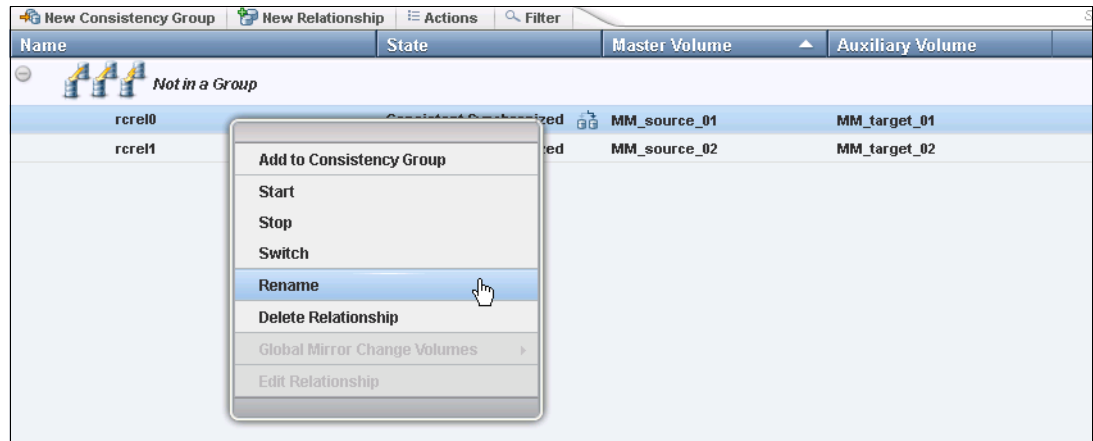 New Consistency Group New Relationship Actions Filter S
Name State Master Volume Auxiliary Volume
Not in a Group
rcrel0 Consistent Synchronized MM_source_01 MM_target_01
rcrel1 zed MM_source_02 MM_target_02
Add to Consistency Group
Start
Stop
Switch
Rename
Delete Relationship
Global Mirror Change Volumes
Edit Relationship